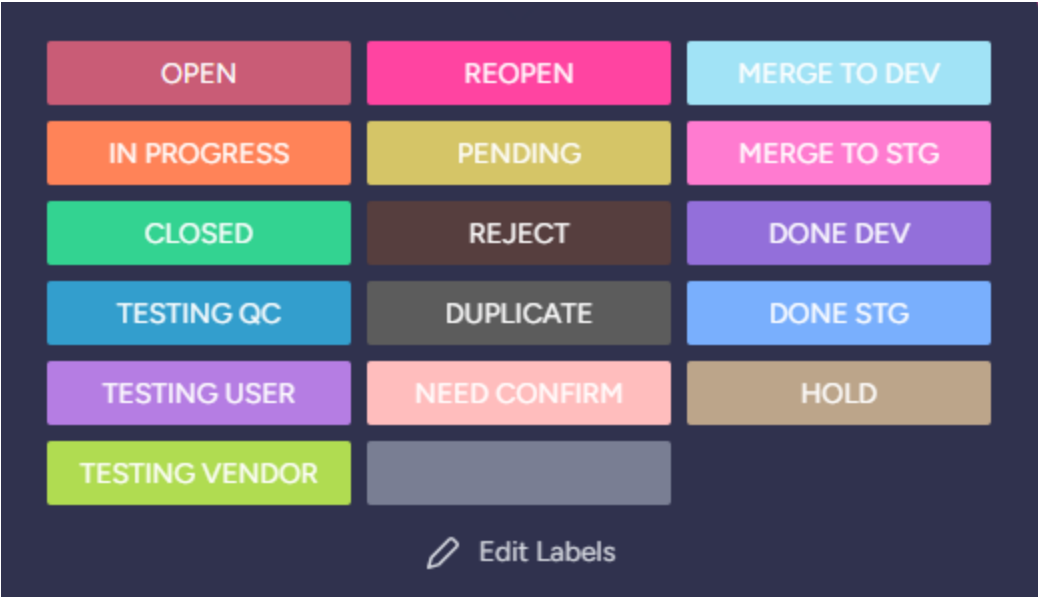 OPEN
REOPEN
MERGE TO DEV
IN PROGRESS
PENDING
MERGE TO STG
CLOSED
REJECT
DONE DEV
TESTING QC
DUPLICATE
DONE STG
TESTING USER
NEED CONFIRM
HOLD
TESTING VENDOR
Edit Labels